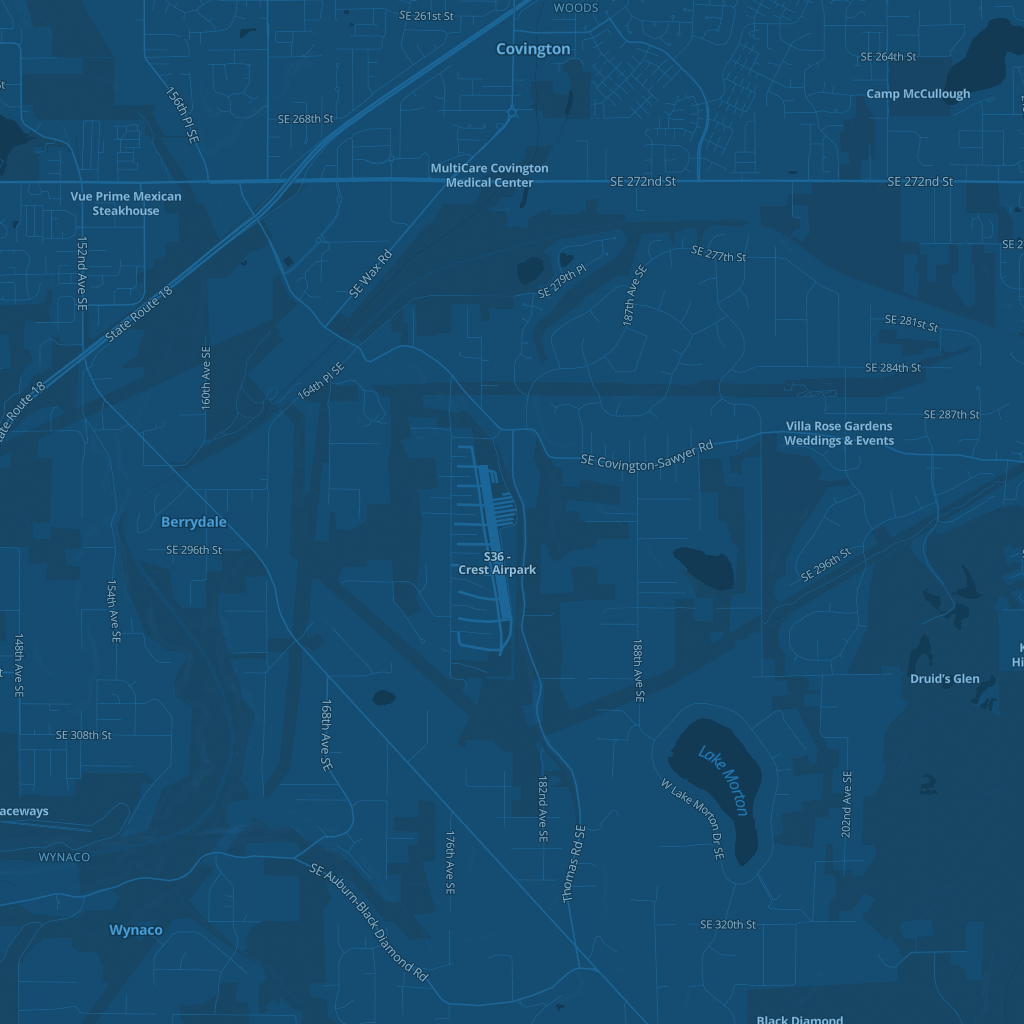 WOODS
SE 261st St
Covington
SE 264th St
Camp McCullough
156th Pl SE
SE 268th St
MultiCare Covington
Medical Center
SE 272nd St
SE 272nd St
Vue Prime Mexican
Steakhouse
152nd Ave SE
SE Wax Rd
SE 277th St
SE 279th Pl
187th Ave SE
State Route 18
SE 281st St
160th Ave SE
164th Pl SE
SE 284th St
State Route 18
SE 287th St
Villa Rose Gardens
Weddings & Events
SE Covington-Sawyer Rd
Berrydale
SE 296th St
S36 -
Crest Airpark
SE 296th St
154th Ave SE
148th Ave SE
188th Ave SE
Druid's Glen
168th Ave SE
SE 308th St
Lake Morton
W Lake Morton Dr SE
182nd Ave SE
202nd Ave SE
aceways
176th Ave SE
Thomas Rd SE
WYNACO
SE Auburn-Black Diamond Rd
Wynaco
SE 320th St
Black Diamond